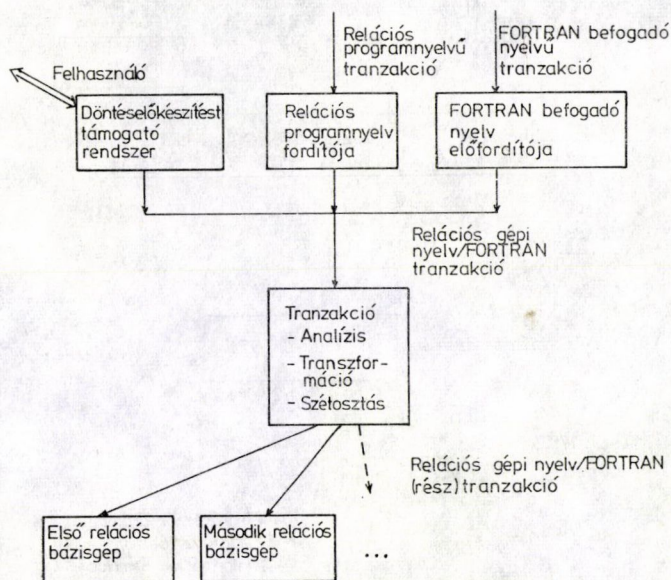 Relációs
programnyelvű
tranzakció
FORTRAN befogadó
nyelvű
tranzakció
Felhasználó
Döntéselőkészítést
támogató
rendszer
Relációs
programnyelv
fordítója
FORTRAN befogadó
nyelv
előfordítója
Relációs gépi
nyelv/FORTRAN
tranzakció
Tranzakció
- Analízis
- Transzfor-
máció
- Szétosztás
Relációs gépi nyelv/FORTRAN
(rész) tranzakció
Első relációs
bázisgép
Második relációs
bázisgép
...